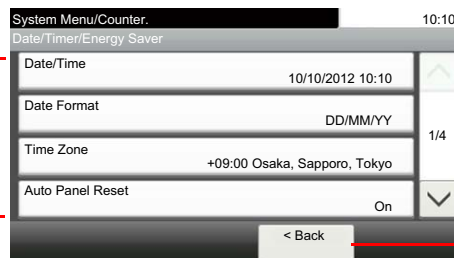 System Menu/Counter.
10:10
Date/Timer/Energy Saver
Date/Time
10/10/2012 10:10
Date Format
DD/MM/YY
1/4
Time Zone
+09:00 Osaka, Sapporo, Tokyo
Auto Panel Reset
On
< Back